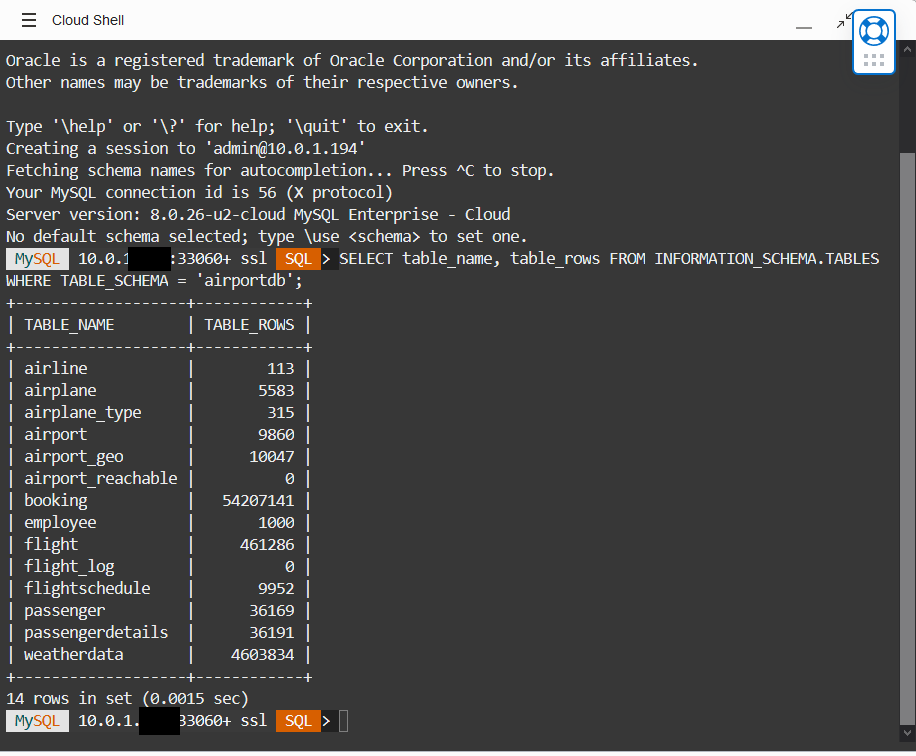 Cloud Shell
Oracle is a registered trademark of Oracle Corporation and/or its affiliates.
Other names may be trademarks of their respective owners.
Type '\help' or '\?' for help; '\quit' to exit.
Creating a session to 'admin@10.0.1.194'
Fetching schema names for autocompletion... Press ^C to stop.
Your MySQL connection id is 56 (X protocol)
Server version: 8.0.26-u2-cloud MySQL Enterprise - Cloud
No default schema selected; type \use <schema> to set one.
MySQL 10.0.1 :33060+ ssl SQL > SELECT table_name, table_rows FROM INFORMATION_SCHEMA.TABLES
WHERE TABLE_SCHEMA = 'airportdb';
+-------------------+------------+
| TABLE_NAME        | TABLE_ROWS |
+-------------------+------------+
| airline           |        113 |
| airplane          |       5583 |
| airplane_type     |        315 |
| airport           |       9860 |
| airport_geo       |      10047 |
| airport_reachable |          0 |
| booking           |   54207141 |
| employee          |       1000 |
| flight            |     461286 |
| flight_log        |          0 |
| flightschedule    |       9952 |
| passenger         |      36169 |
| passengerdetails  |      36191 |
| weatherdata       |    4603834 |
+-------------------+------------+
14 rows in set (0.0015 sec)
MySQL 10.0.1. 33060+ ssl SQL >